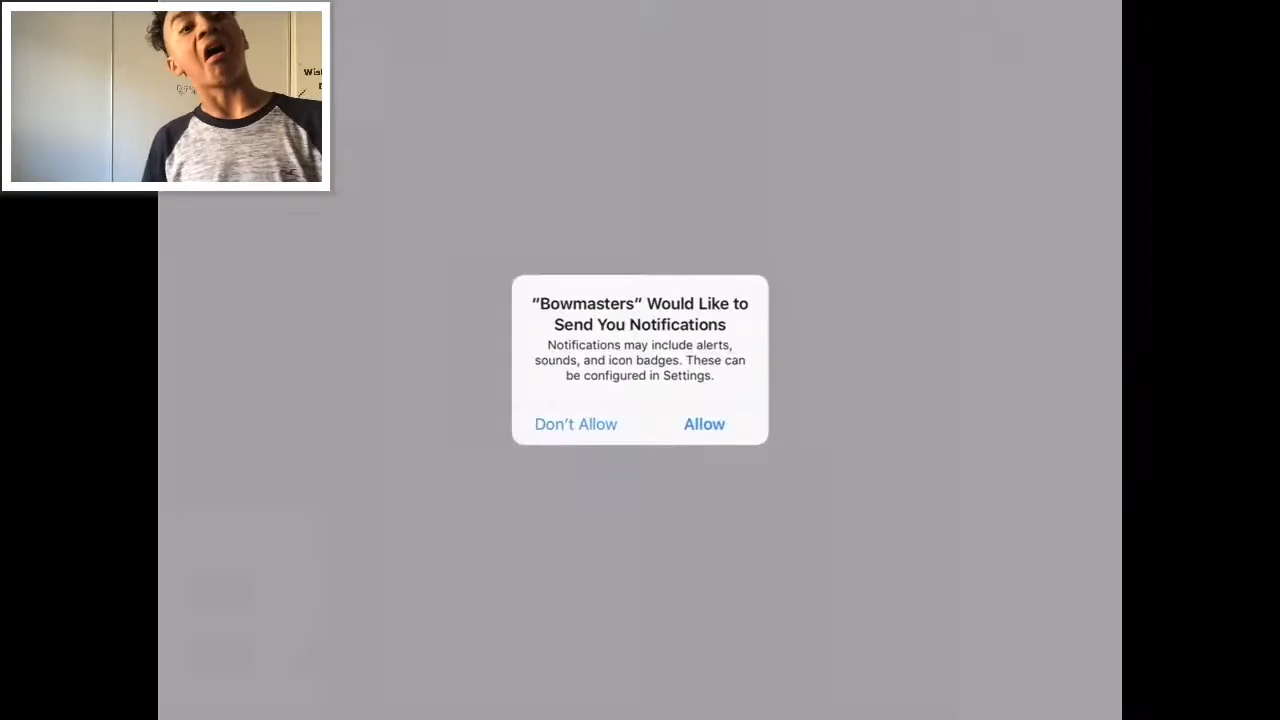 Wis
“Bowmasters” Would Like to
Send You Notifications
Notifications may include alerts,
sounds, and icon badges. These can
be configured in Settings.
Don’t Allow
Allow